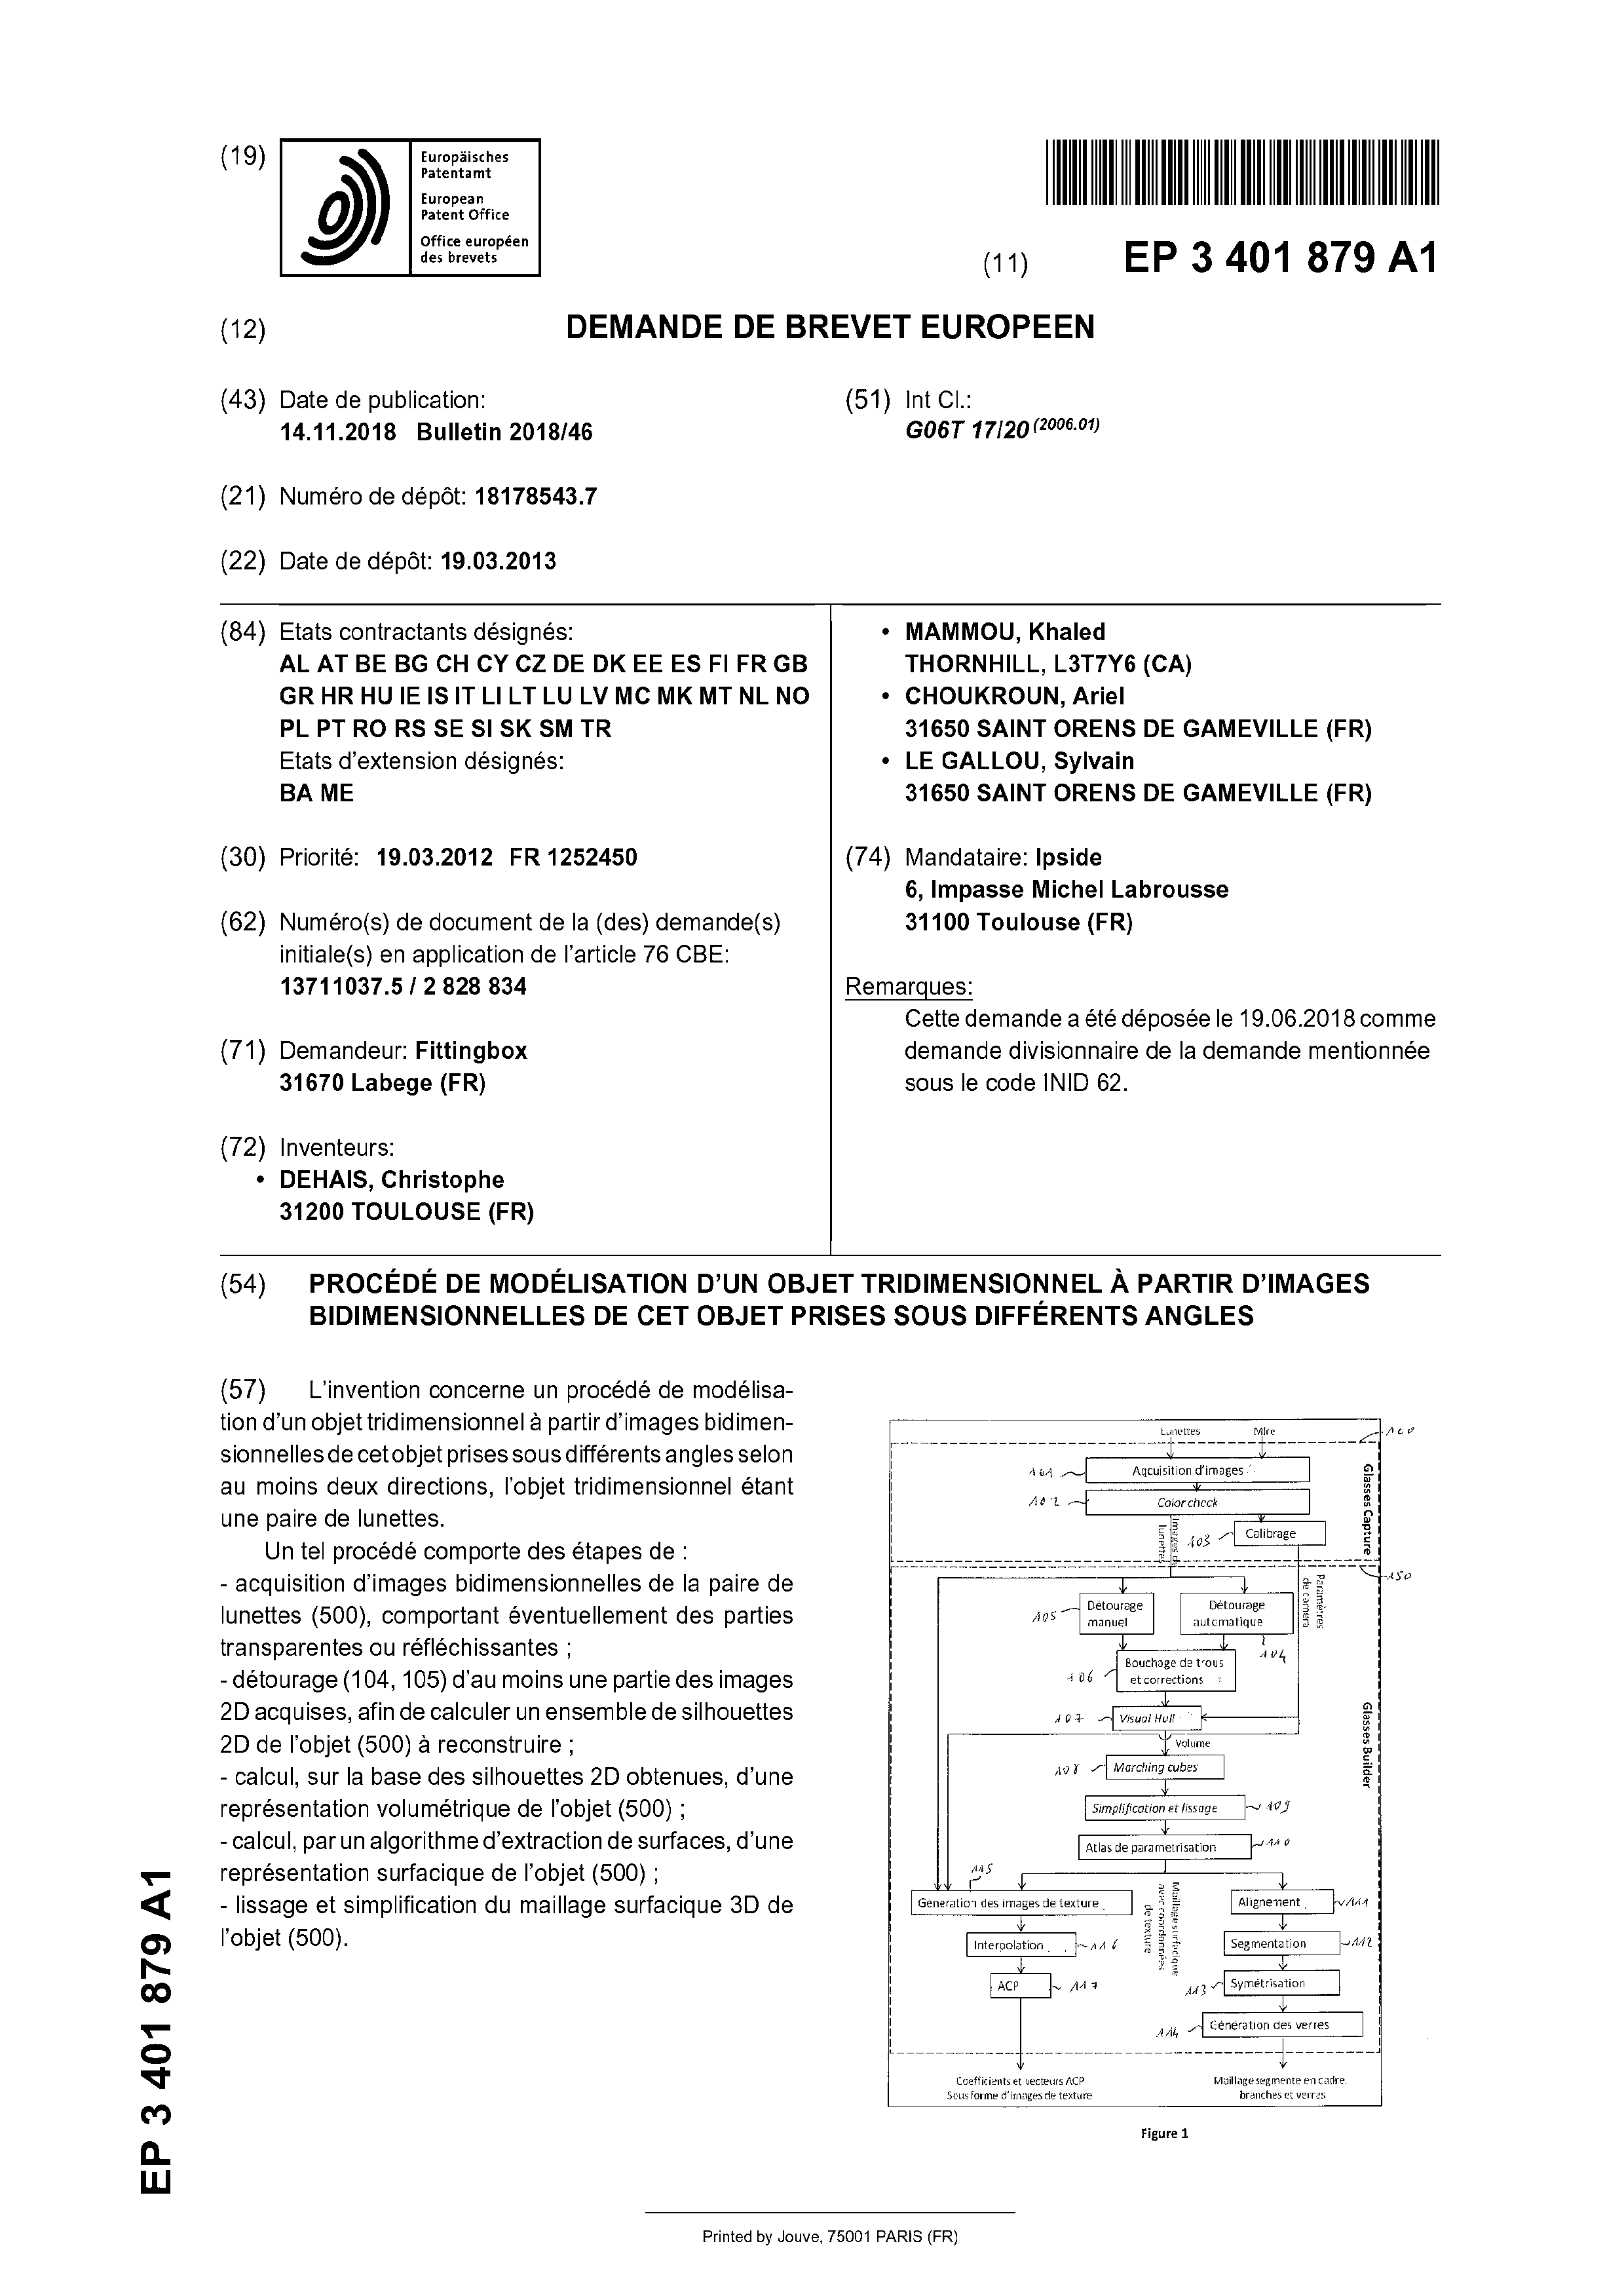 (19)
Europäisches
Patentamt
European
Patent Office
Office européen
des brevets
(11)
EP 3 401 879 A1
(12)
DEMANDE DE BREVET EUROPEEN
(43) Date de publication:
14.11.2018 Bulletin 2018/46
(51) Int Cl.:
G06T 17/20 (2006.01)
(21) Numéro de dépôt: 18178543.7
(22) Date de dépôt: 19.03.2013
(84) Etats contractants désignés:
AL AT BE BG CH CY CZ DE DK EE ES FI FR GB
GR HR HU IE IS IT LI LT LU LV MC MK MT NL NO
PL PT RO RS SE SI SK SM TR
Etats d'extension désignés:
BA ME
(30) Priorité: 19.03.2012 FR 1252450
(62) Numéro(s) de document de la (des) demande(s)
initiale(s) en application de l'article 76 CBE:
13711037.5 / 2 828 834
(71) Demandeur: Fittingbox
31670 Labege (FR)
(72) Inventeurs:
• DEHAIS, Christophe
31200 TOULOUSE (FR)
• MAMMOU, Khaled
THORNHILL, L3T7Y6 (CA)
• CHOUKROUN, Ariel
31650 SAINT ORENS DE GAMEVILLE (FR)
• LE GALLOU, Sylvain
31650 SAINT ORENS DE GAMEVILLE (FR)
(74) Mandataire: Ipside
6, Impasse Michel Labrousse
31100 Toulouse (FR)
Remarques:
Cette demande a été déposée le 19.06.2018 comme
demande divisionnaire de la demande mentionnée
sous le code INID 62.
(54) PROCÉDÉ DE MODÉLISATION D'UN OBJET TRIDIMENSIONNEL À PARTIR D'IMAGES
BIDIMENSIONNELLES DE CET OBJET PRISES SOUS DIFFÉRENTS ANGLES
(57) L'invention concerne un procédé de modélisa-
tion d'un objet tridimensionnel à partir d'images bidimen-
sionnelles de cet objet prises sous différents angles selon
au moins deux directions, l'objet tridimensionnel étant
une paire de lunettes.
Un tel procédé comporte des étapes de :
- acquisition d'images bidimensionnelles de la paire de
lunettes (500), comportant éventuellement des parties
transparentes ou réfléchissantes ;
- détourage (104, 105) d'au moins une partie des images
2D acquises, afin de calculer un ensemble de silhouettes
2D de l'objet (500) à reconstruire ;
- calcul, sur la base des silhouettes 2D obtenues, d'une
représentation volumétrique de l'objet (500) ;
- calcul, par un algorithme d'extraction de surfaces, d'une
représentation surfacique de l'objet (500) ;
- lissage et simplification du maillage surfacique 3D de
l'objet (500).
Lunettes
Mire
100
101
Aqcuisition d'images
102
Color check
Images de
lunettes
103
Calibrage
Glasses Capture
150
Paramètres
de caméra
105
Détourage
manuel
Détourage
automatique
104
106
Bouchage de trous
et corrections
107
Visual Hull
Volume
108
Marching cubes
Simplification et lissage
109
Atlas de parametrisation
110
Glasses Builder
115
Génération des images de texture
Maillage surfacique
avec coordonnées
de texture
Alignement
111
Interpolation
116
Segmentation
112
ACP
117
113
Symétrisation
114
Génération des verres
Coefficients et vecteurs ACP
Sous forme d'images de texture
Maillage segmente en cadre,
branches et verres
Figure 1
EP 3 401 879 A1
Printed by Jouve, 75001 PARIS (FR)